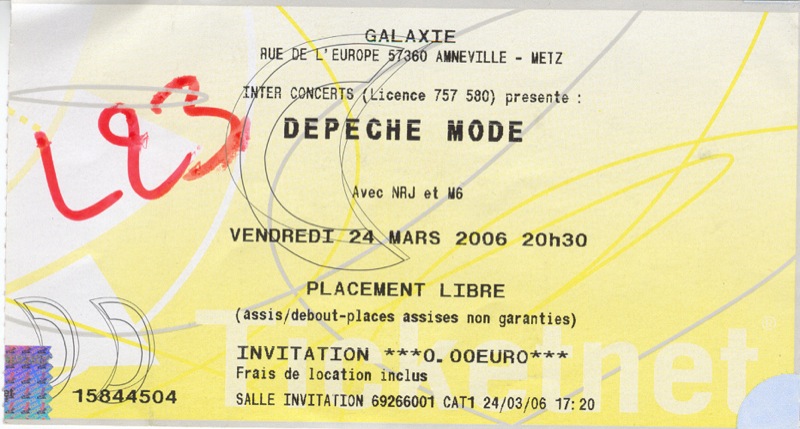 GALAXIE
RUE DE L'EUROPE 57360 AMNEVILLE - METZ
INTER CONCERTS (Licence 757 580) presente :
DEPECHE MODE
L23
Avec NRJ et M6
VENDREDI 24 MARS 2006 20h30
PLACEMENT LIBRE
(assis/debout-places assises non garanties)
Ticketnet®
INVITATION ***0.00EURO***
Frais de location inclus
15844504
SALLE INVITATION 69266001 CAT1 24/03/06 17:20